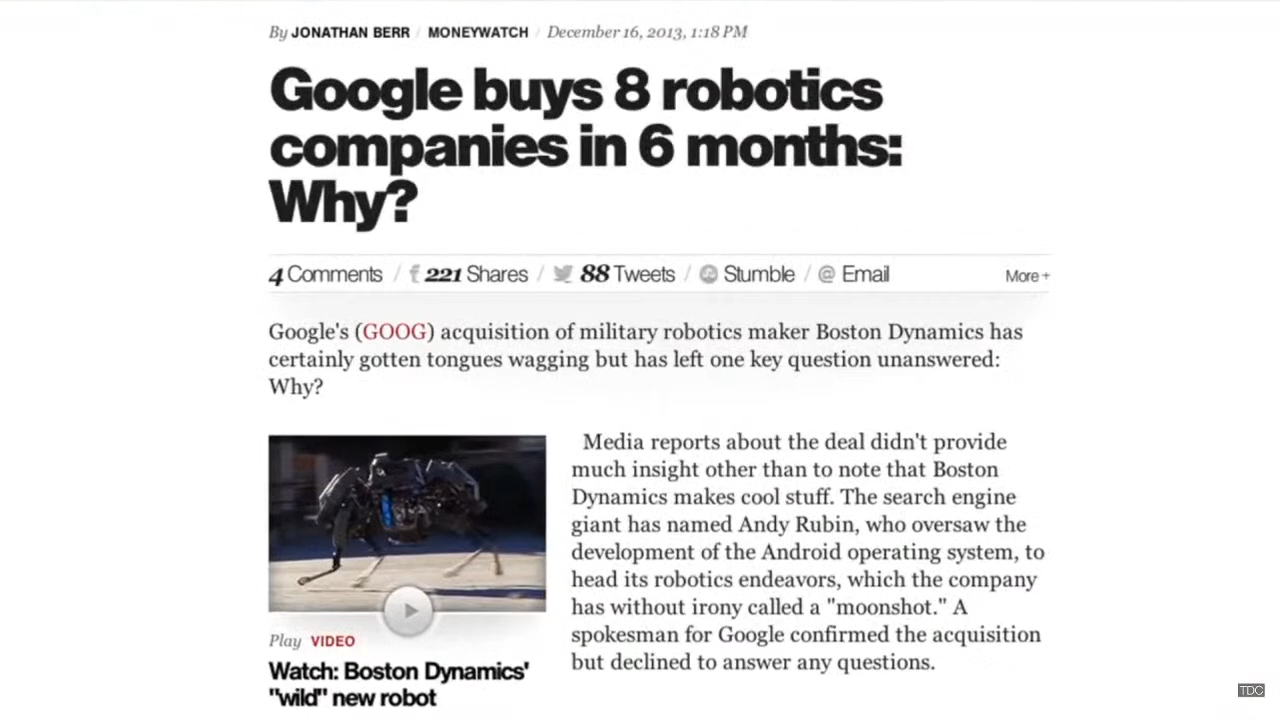 By JONATHAN BERR / MONEYWATCH / December 16, 2013, 1:18 PM
Google buys 8 robotics
companies in 6 months:
Why?
4 Comments / f 221 Shares / 88 Tweets / Stumble / @ Email
More +
Google's (GOOG) acquisition of military robotics maker Boston Dynamics has
certainly gotten tongues wagging but has left one key question unanswered:
Why?
Media reports about the deal didn't provide
much insight other than to note that Boston
Dynamics makes cool stuff. The search engine
giant has named Andy Rubin, who oversaw the
development of the Android operating system, to
head its robotics endeavors, which the company
has without irony called a "moonshot." A
spokesman for Google confirmed the acquisition
but declined to answer any questions.
Play VIDEO
Watch: Boston Dynamics'
"wild" new robot
TDC